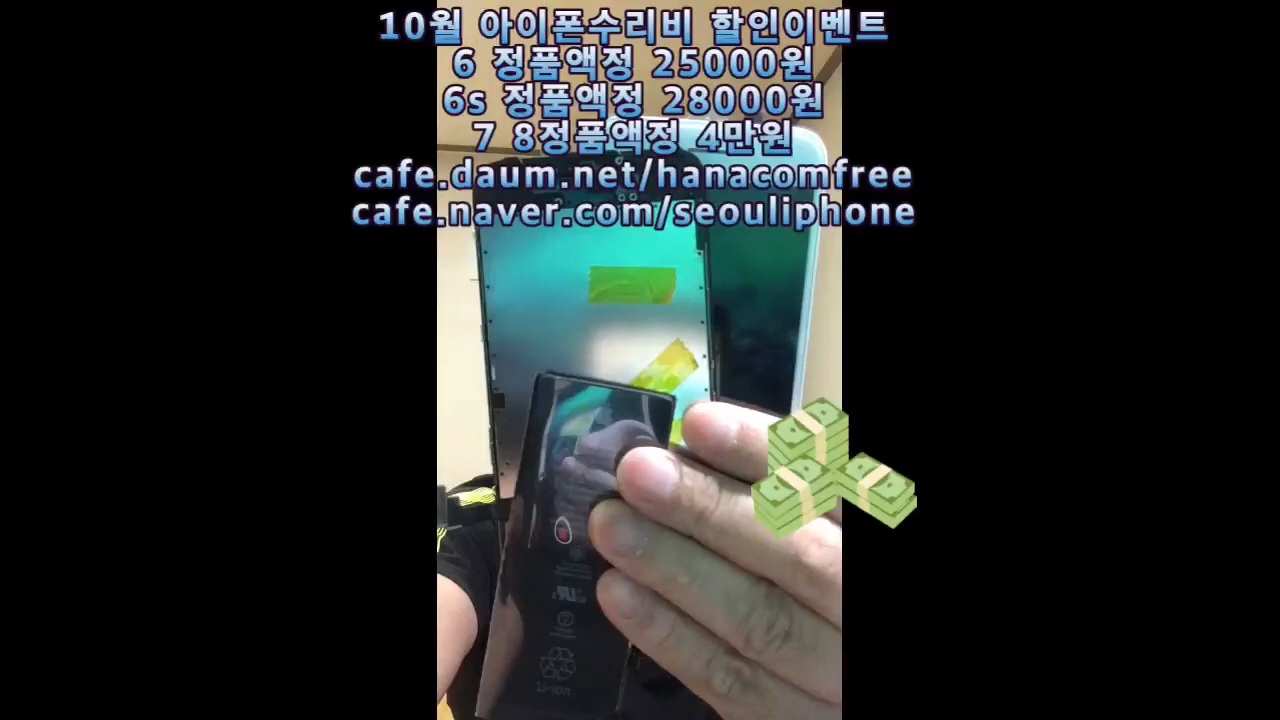 10월 아이폰수리비 할인이벤트
6 정품액정 25000원
6s 정품액정 28000원
7 8정품액정 4만원
cafe.daum.net/hanacomfree
cafe.naver.com/seouliphone
Li-ion